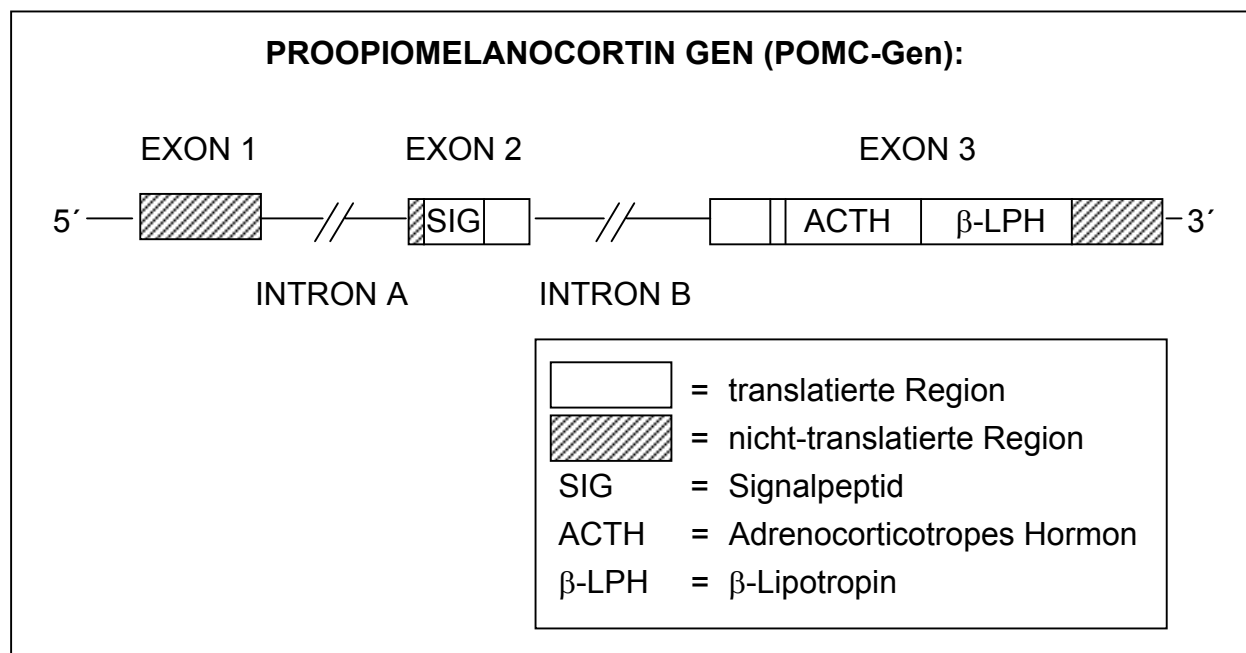 PROOPIOMELANOCORTIN GEN (POMC-Gen):
EXON 1 EXON 2 EXON 3
5´ SIG ACTH β-LPH 3´
INTRON A INTRON B
= translatierte Region
= nicht-translatierte Region
SIG = Signalpeptid
ACTH = Adrenocorticotropes Hormon
β-LPH = β-Lipotropin